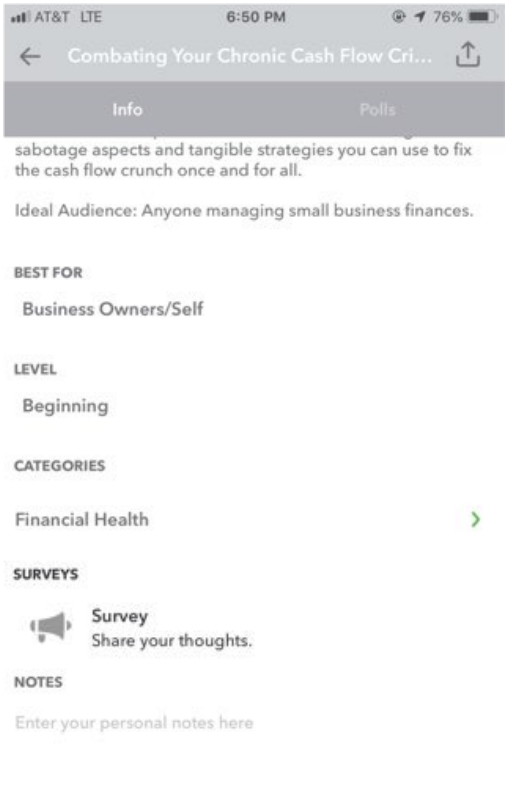 AT&T LTE 6:50 PM 76%
Combating Your Chronic Cash Flow Cri...
Info Polls
sabotage aspects and tangible strategies you can use to fix
the cash flow crunch once and for all.
Ideal Audience: Anyone managing small business finances.
BEST FOR
Business Owners/Self
LEVEL
Beginning
CATEGORIES
Financial Health
SURVEYS
Survey
Share your thoughts.
NOTES
Enter your personal notes here